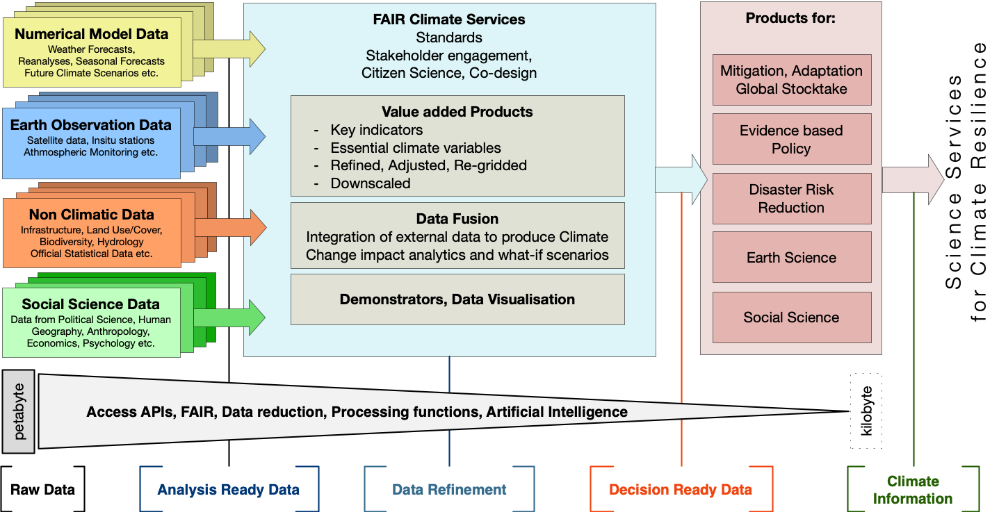 Numerical Model Data
Weather Forecasts,
Reanalyses, Seasonal Forecasts
Future Climate Scenarios etc.
Earth Observation Data
Satellite data, Insitu stations
Athmospheric Monitoring etc.
Non Climatic Data
Infrastructure, Land Use/Cover,
Biodiversity, Hydrology
Official Statistical Data etc.
Social Science Data
Data from Political Science, Human
Geography, Anthropology,
Economics, Psychology etc.
FAIR Climate Services
Standards
Stakeholder engagement,
Citizen Science, Co-design
Value added Products
- Key indicators
- Essential climate variables
- Refined, Adjusted, Re-gridded
- Downscaled
Data Fusion
Integration of external data to produce Climate
Change impact analytics and what-if scenarios
Demonstrators, Data Visualisation
Products for:
Mitigation, Adaptation
Global Stocktake
Evidence based
Policy
Disaster Risk
Reduction
Earth Science
Social Science
Science Services
for Climate Resilience
petabyte
Access APIs, FAIR, Data reduction, Processing functions, Artificial Intelligence
kilobyte
Raw Data
Analysis Ready Data
Data Refinement
Decision Ready Data
Climate
Information